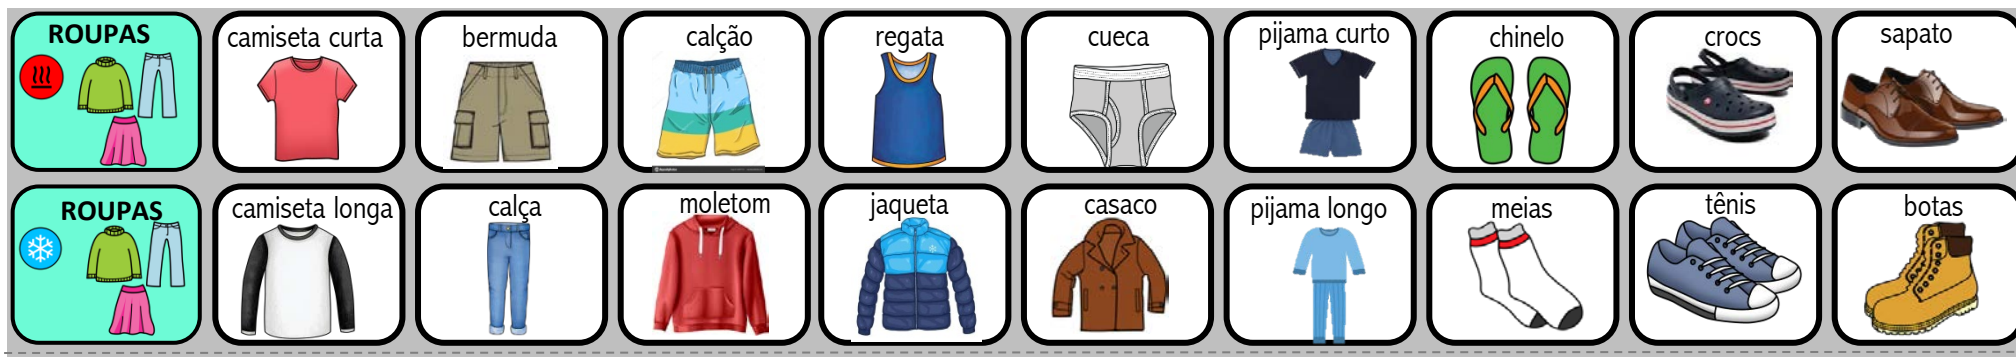 ROUPAS
camiseta curta
bermuda
calção
regata
cueca
pijama curto
chinelo
crocs
sapato
ROUPAS
camiseta longa
calça
moletom
jaqueta
casaco
pijama longo
meias
tênis
botas